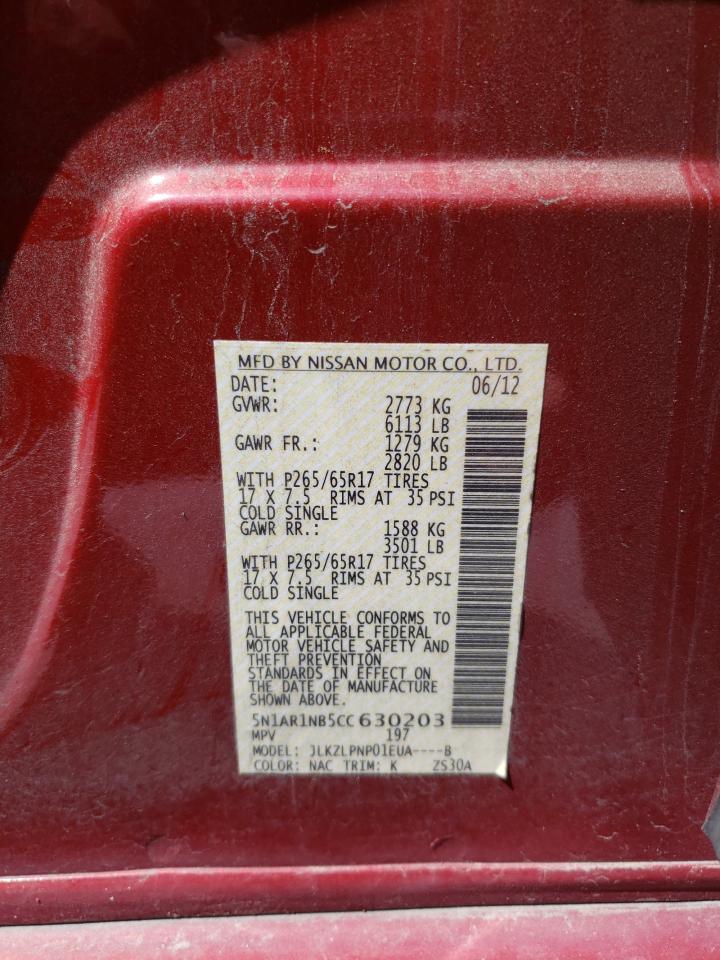 MFD BY NISSAN MOTOR CO., LTD.
DATE: 06/12
GVWR: 2773 KG
6113 LB
GAWR FR.: 1279 KG
2820 LB
WITH P265/65R17 TIRES
17 X 7.5 RIMS AT 35 PSI
COLD SINGLE
GAWR RR.: 1588 KG
3501 LB
WITH P265/65R17 TIRES
17 X 7.5 RIMS AT 35 PSI
COLD SINGLE
THIS VEHICLE CONFORMS TO
ALL APPLICABLE FEDERAL
MOTOR VEHICLE SAFETY AND
THEFT PREVENTION
STANDARDS IN EFFECT ON
THE DATE OF MANUFACTURE
SHOWN ABOVE.
5N1AR1NB5CC630203
MPV 197
MODEL: JLKZLPNP01EUA----B
COLOR: NAC TRIM: K ZS30A